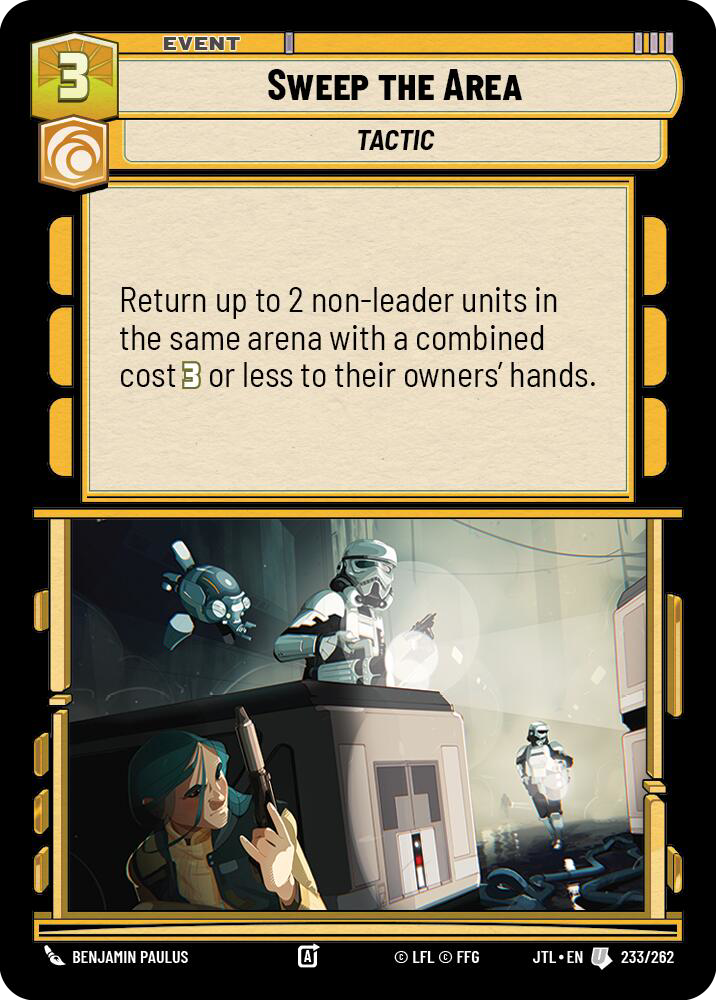 EVENT
3
SWEEP THE AREA
TACTIC
Return up to 2 non-leader units in
the same arena with a combined
cost 3 or less to their owners’ hands.
BENJAMIN PAULUS
A
© LFL © FFG
JTL • EN
U
233/262